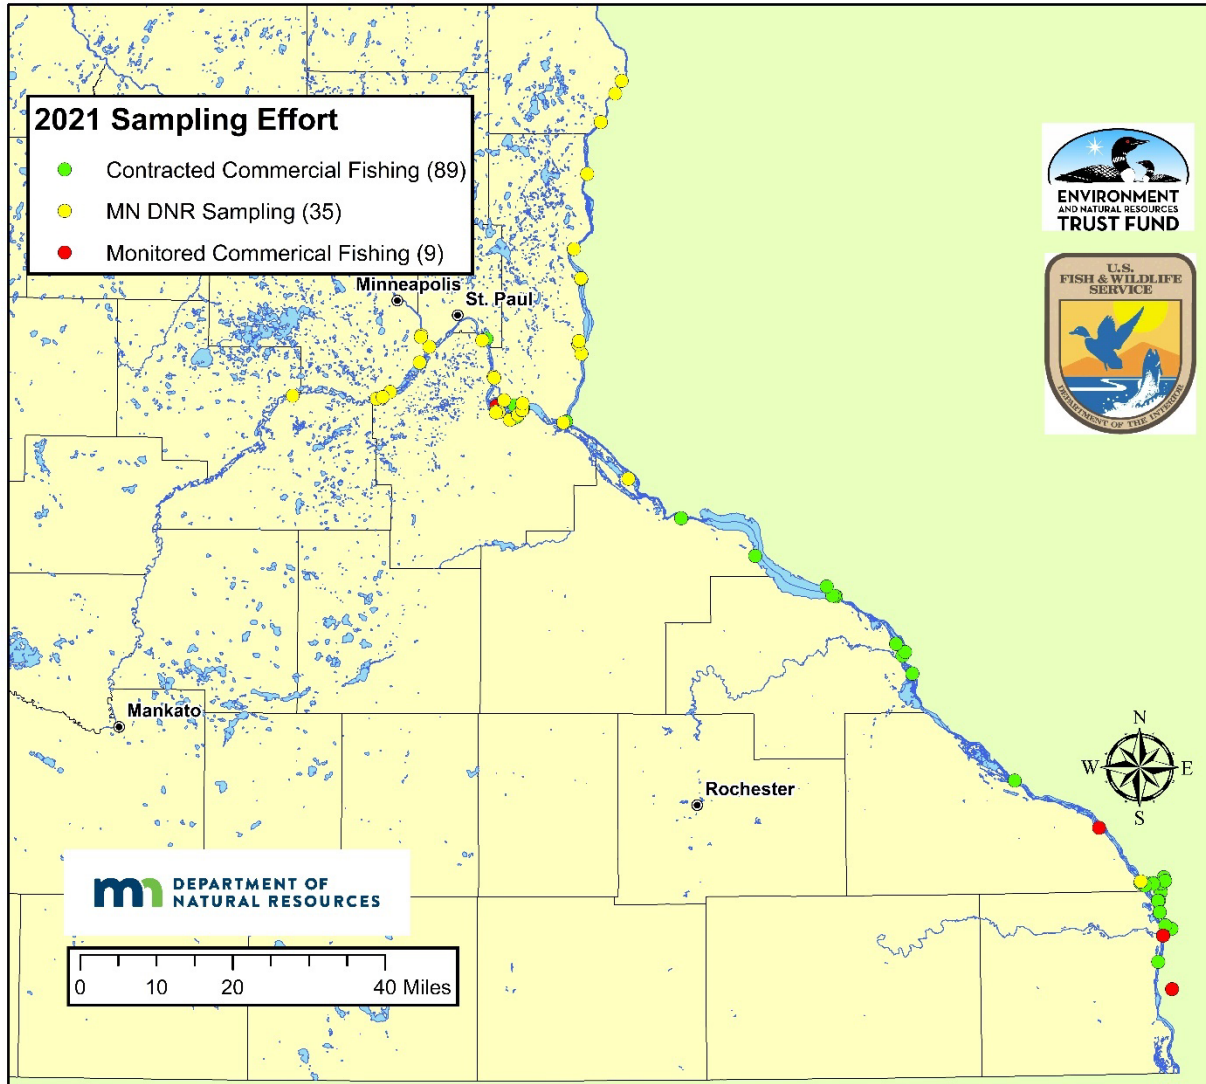 2021 Sampling Effort
Contracted Commercial Fishing (89)
MN DNR Sampling (35)
Monitored Commerical Fishing (9)
ENVIRONMENT
AND NATURAL RESOURCES
TRUST FUND
U.S.
FISH & WILDLIFE
SERVICE
DEPARTMENT OF THE INTERIOR
Minneapolis
St. Paul
Mankato
Rochester
N
W E
S
mn DEPARTMENT OF
NATURAL RESOURCES
0 10 20 40 Miles